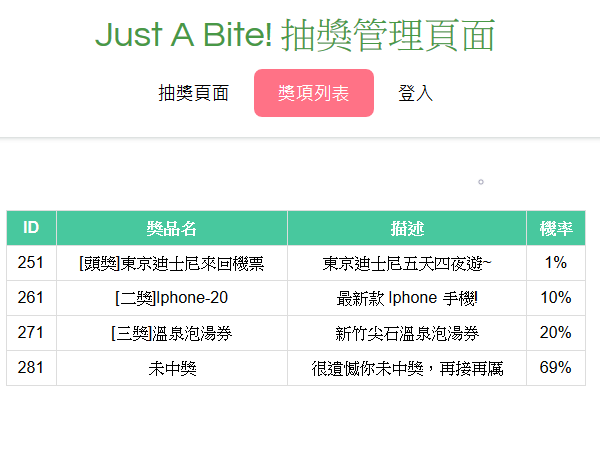 Just A Bite! 抽獎管理頁面
抽獎頁面 獎項列表 登入
ID 獎品名 描述 機率
251 [頭獎]東京迪士尼來回機票 東京迪士尼五天四夜遊~ 1%
261 [二獎]Iphone-20 最新款 Iphone 手機! 10%
271 [三獎]溫泉泡湯券 新竹尖石溫泉泡湯券 20%
281 未中獎 很遺憾你未中獎，再接再厲 69%